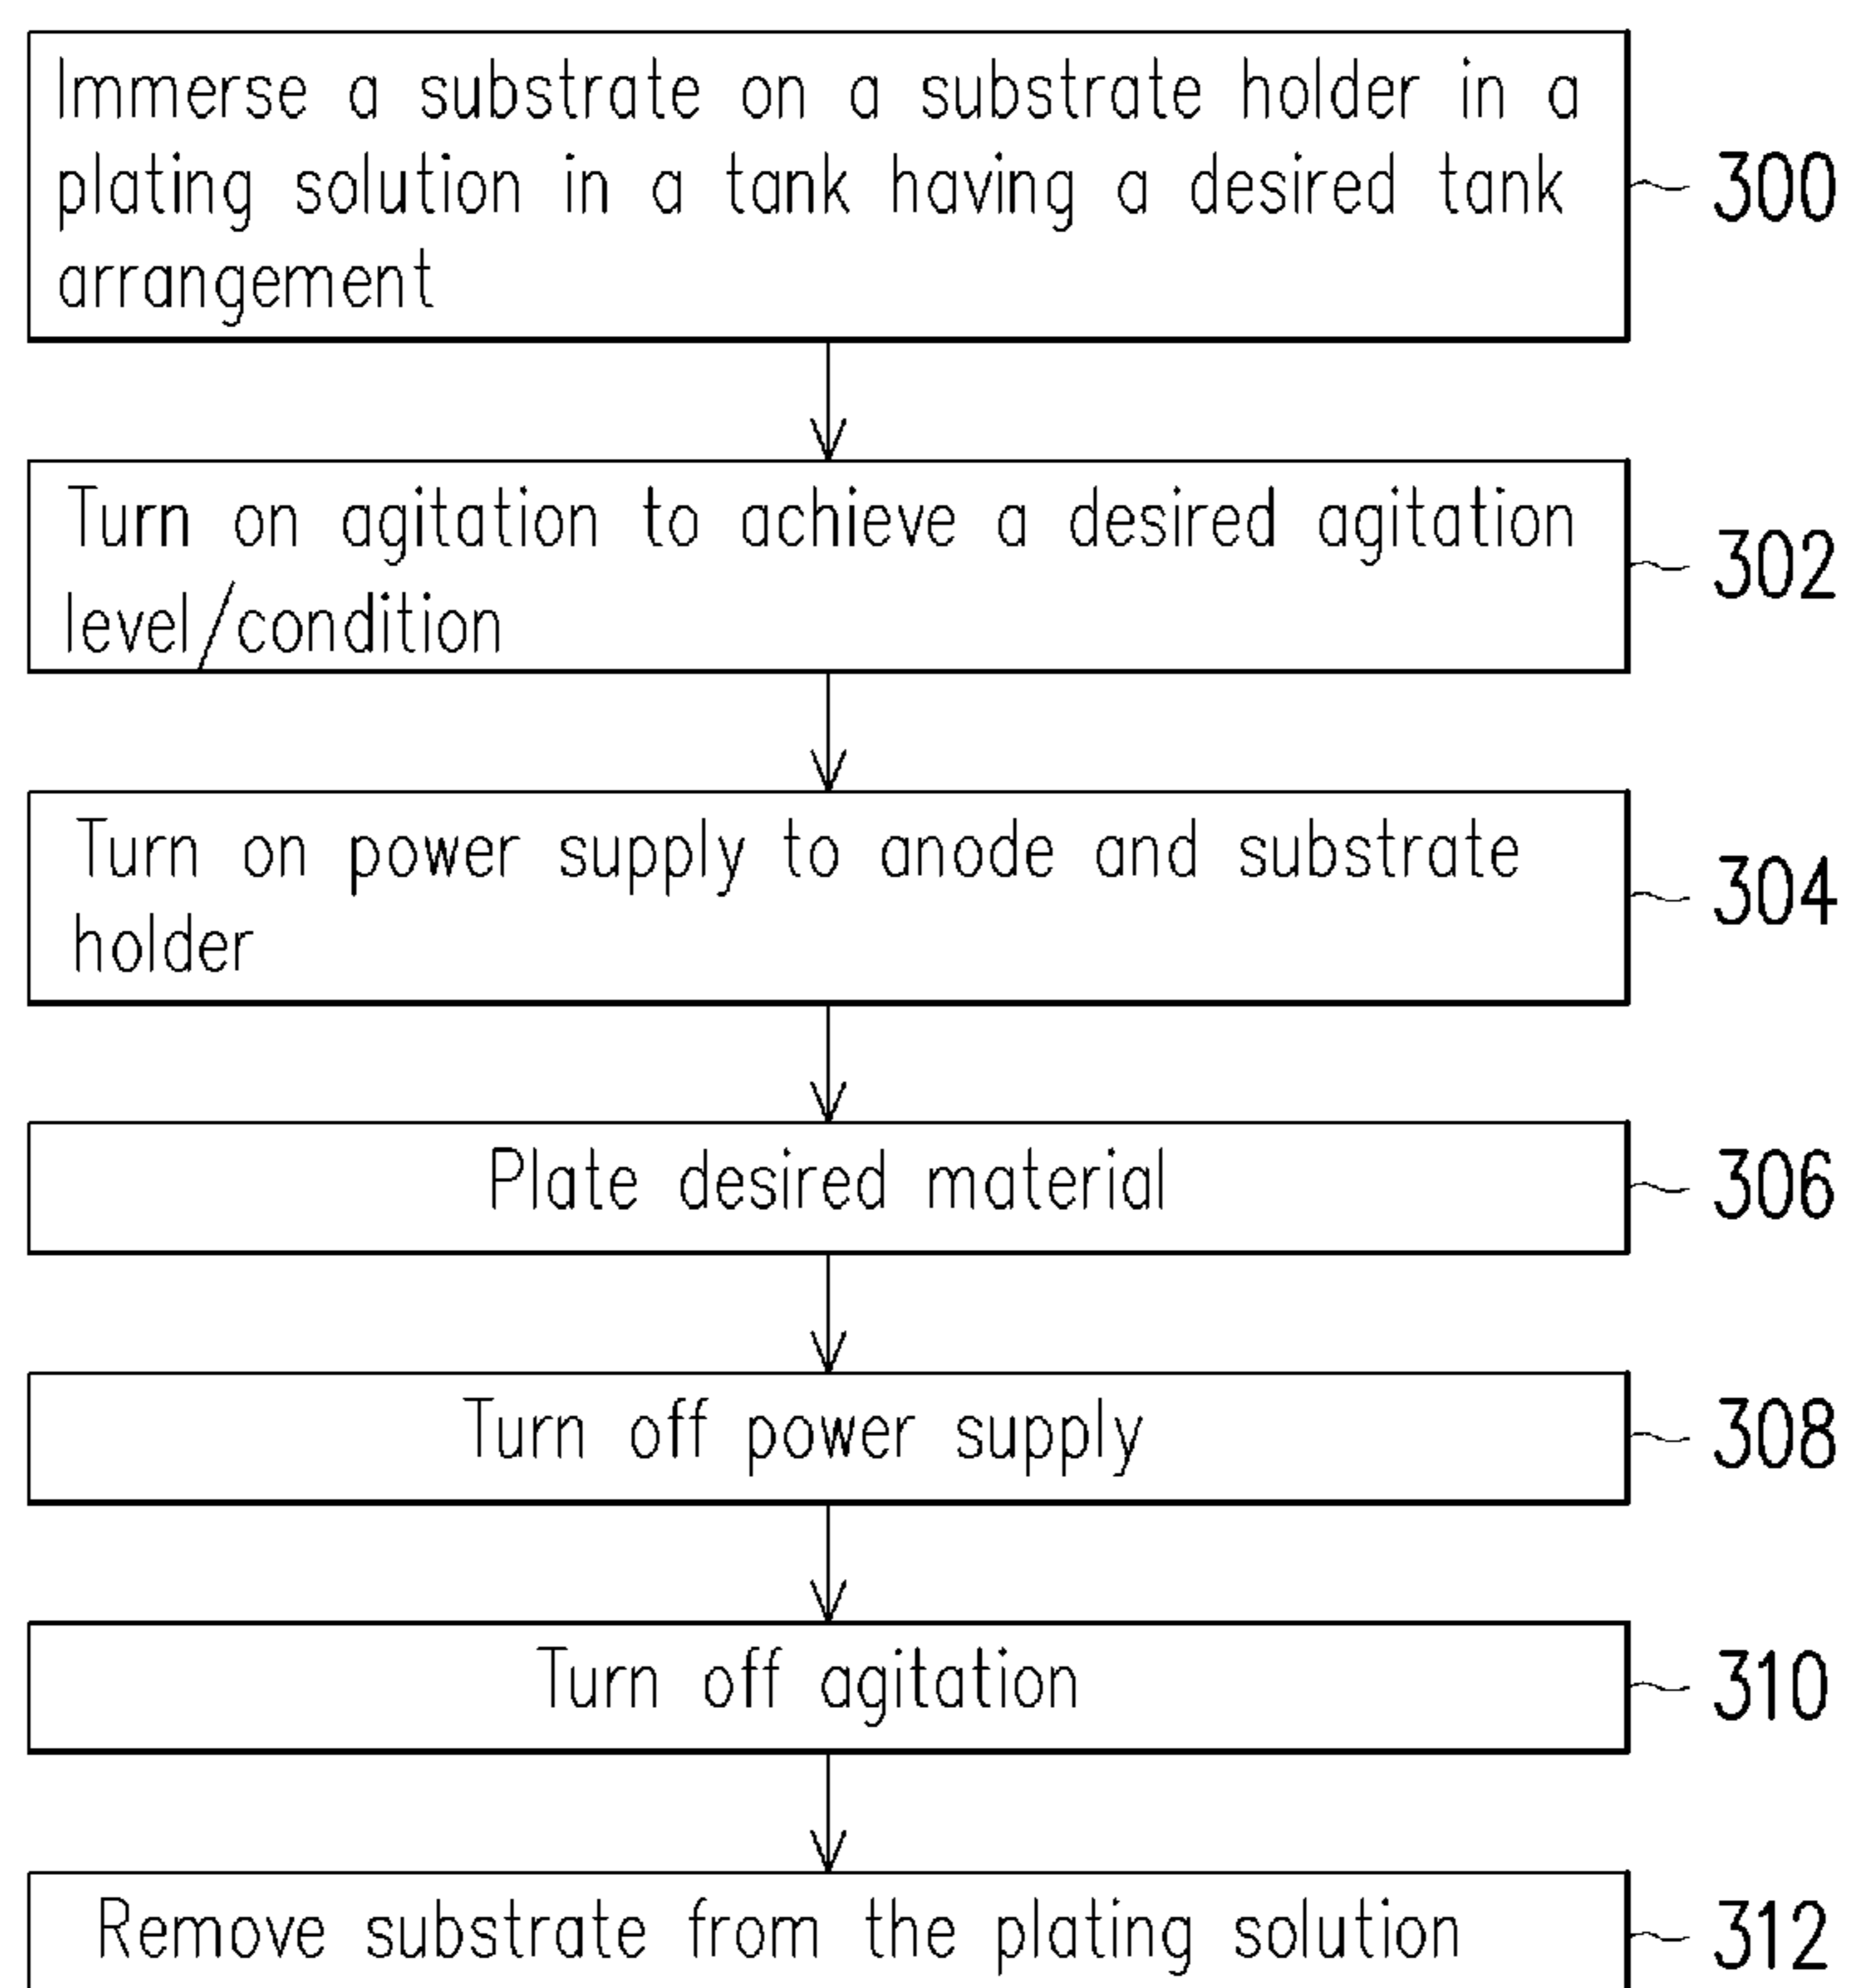 Immerse a substrate on a substrate holder in a
plating solution in a tank having a desired tank
arrangement
300
Turn on agitation to achieve a desired agitation
level/condition
302
Turn on power supply to anode and substrate
holder
304
Plate desired material
306
Turn off power supply
308
Turn off agitation
310
Remove substrate from the plating solution
312